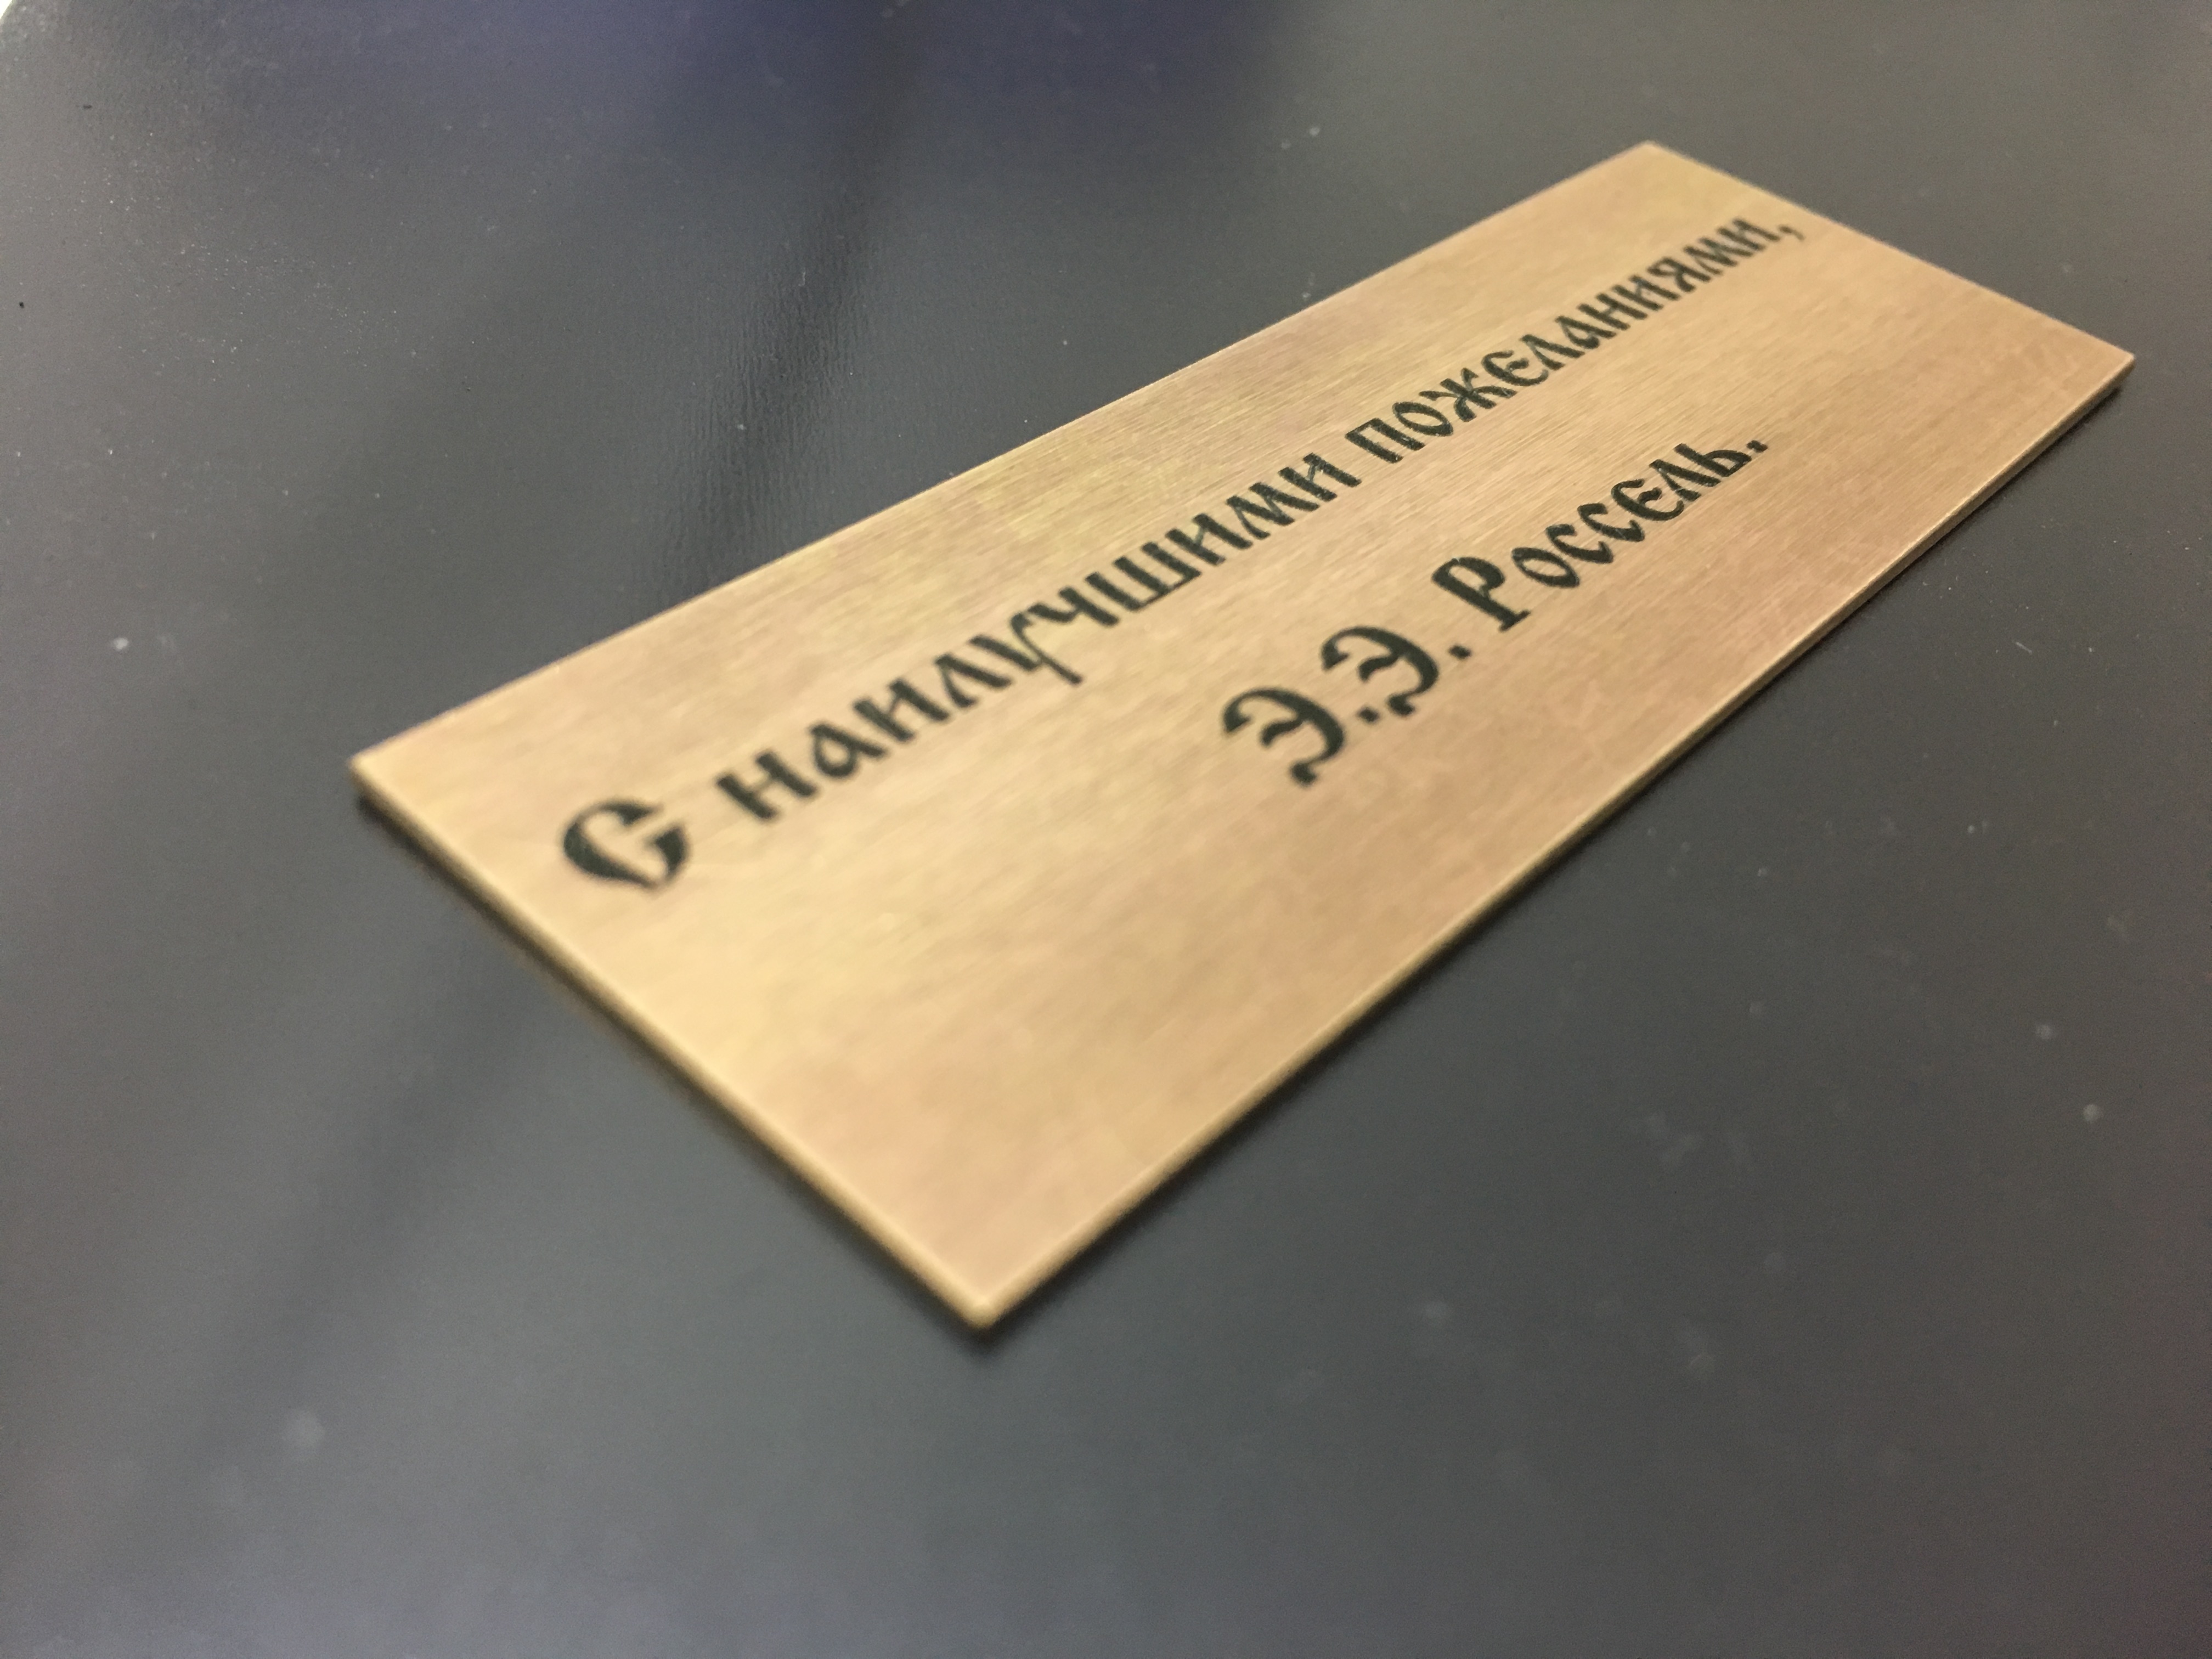 С наилучшими пожеланиями,
Э.Э. Россель.